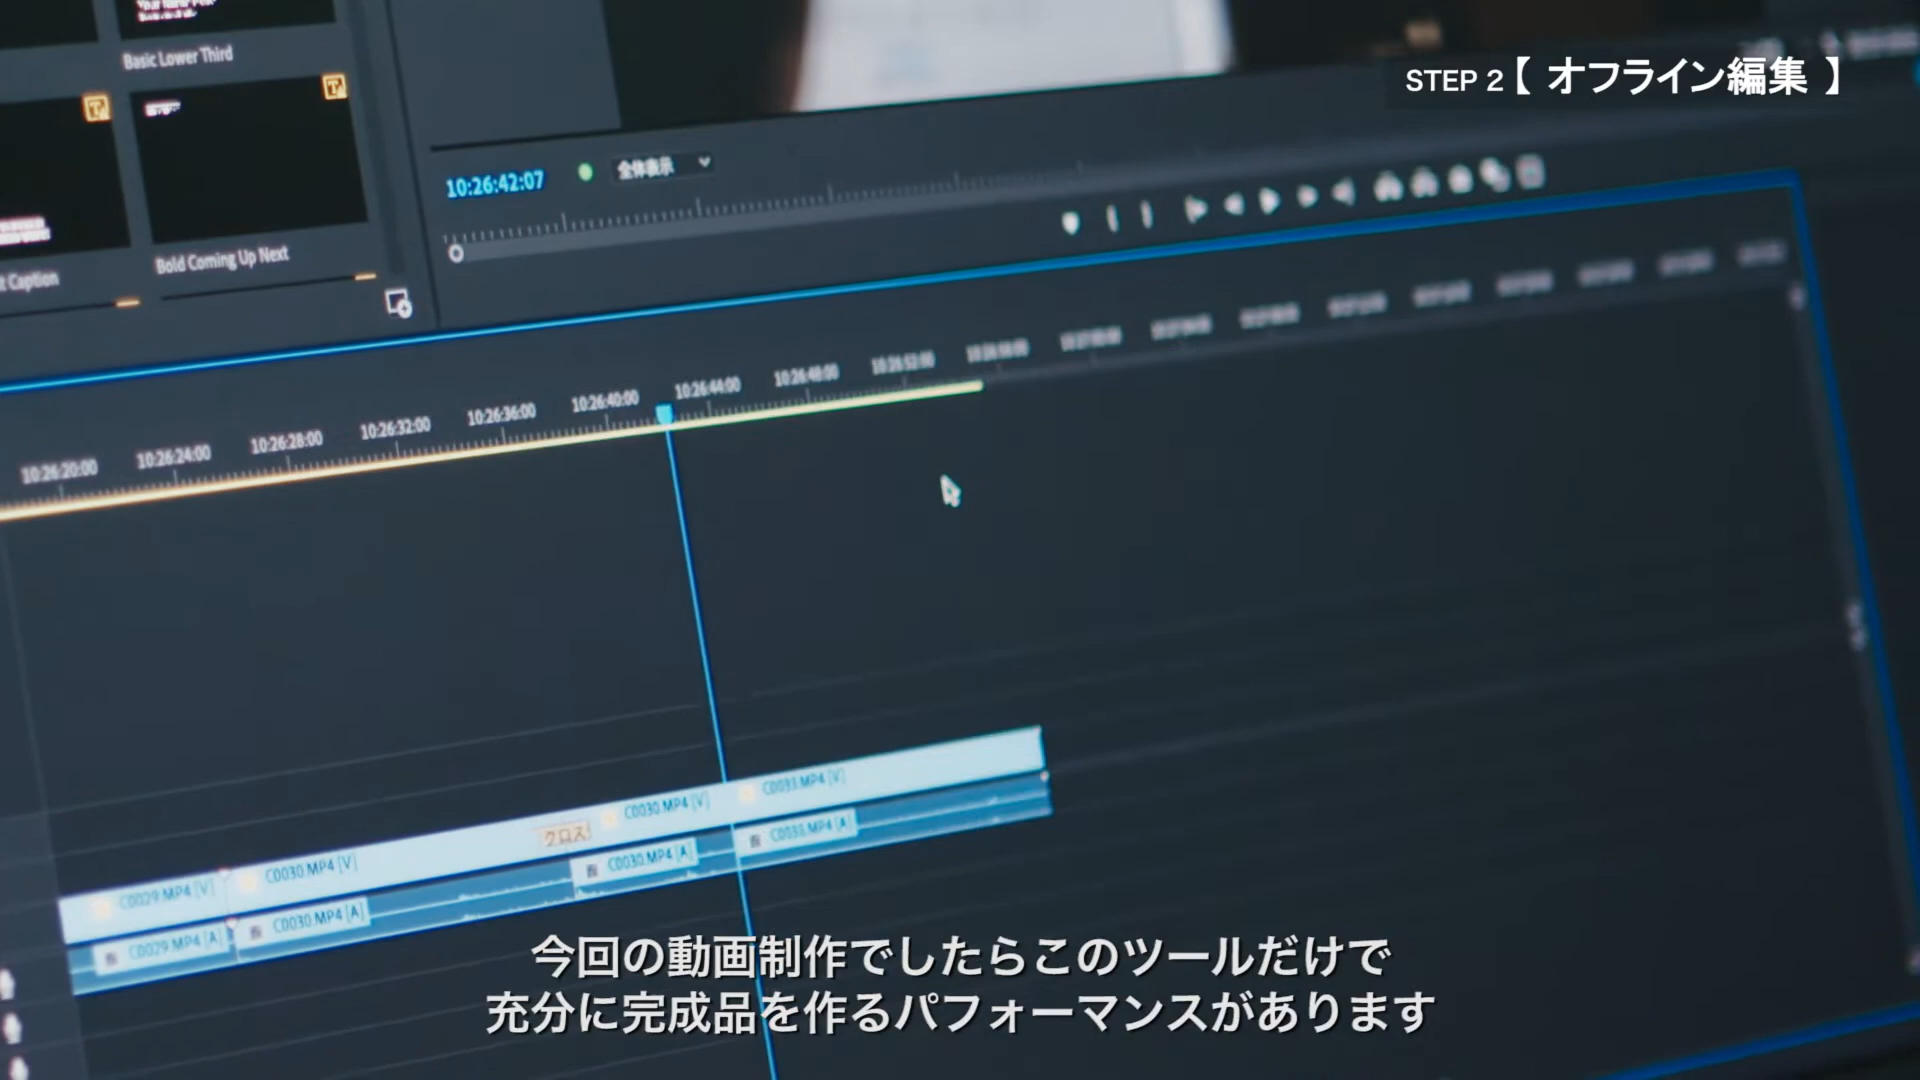 Basic Lower Third
STEP 2【 オフライン編集 】
10:26:42:07
全体表示
t Caption
Bold Coming Up Next
10:26:20:00
10:26:24:00
10:26:28:00
10:26:32:00
10:26:36:00
10:26:40:00
10:26:44:00
10:26:48:00
10:26:52:00
C0029.MP4 [V]
C0030.MP4 [V]
クロス
C0030.MP4 [V]
C0033.MP4 [V]
C0029.MP4 [A]
C0030.MP4 [A]
C0030.MP4 [A]
C0033.MP4 [A]
今回の動画制作でしたらこのツールだけで
充分に完成品を作るパフォーマンスがあります